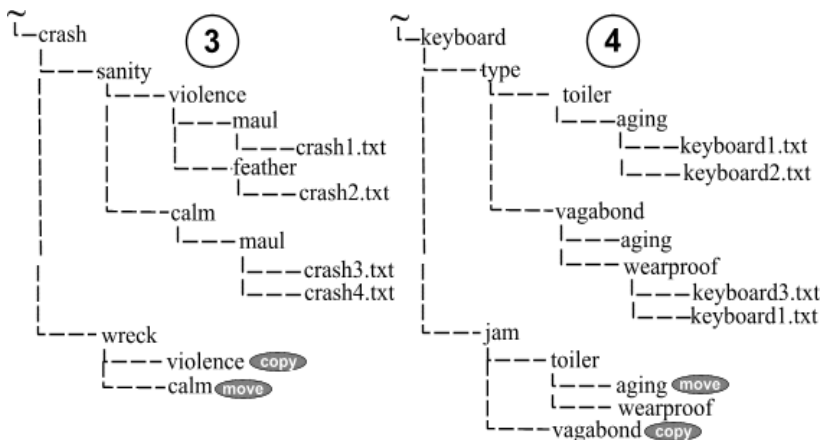 ~
crash
3
sanity
violence
maul
crash1.txt
feather
crash2.txt
calm
maul
crash3.txt
crash4.txt
wreck
violence copy
calm move
~
keyboard
4
type
toiler
aging
keyboard1.txt
keyboard2.txt
vagabond
aging
wearproof
keyboard3.txt
keyboard1.txt
jam
toiler
aging move
wearproof
vagabond copy